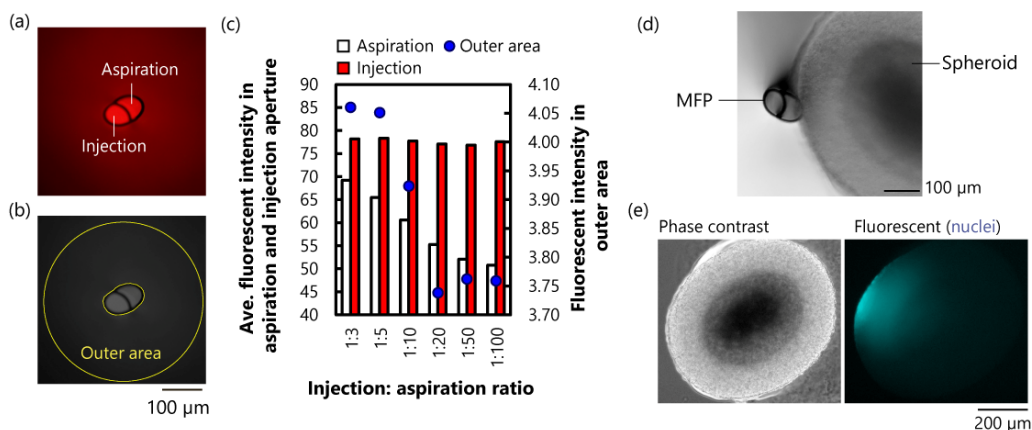 (a)
Aspiration
Injection
(b)
Outer area
100 µm
(c)
Aspiration
Outer area
Injection
Ave. fluorescent intensity in
aspiration and injection aperture
90
85
80
75
70
65
60
55
50
45
40
4.10
4.05
4.00
3.95
3.90
3.85
3.80
3.75
3.70
Fluorescent intensity in
outer area
1:3
1:5
1:10
1:20
1:50
1:100
Injection: aspiration ratio
(d)
MFP
Spheroid
100 µm
(e)
Phase contrast
Fluorescent (nuclei)
200 µm